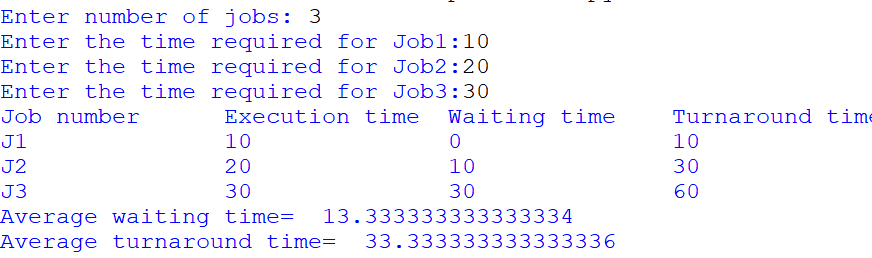 Enter number of jobs: 3
Enter the time required for Job1:10
Enter the time required for Job2:20
Enter the time required for Job3:30
Job number Execution time Waiting time Turnaround time
J1 10 0 10
J2 20 10 30
J3 30 30 60
Average waiting time= 13.333333333333334
Average turnaround time= 33.333333333333336